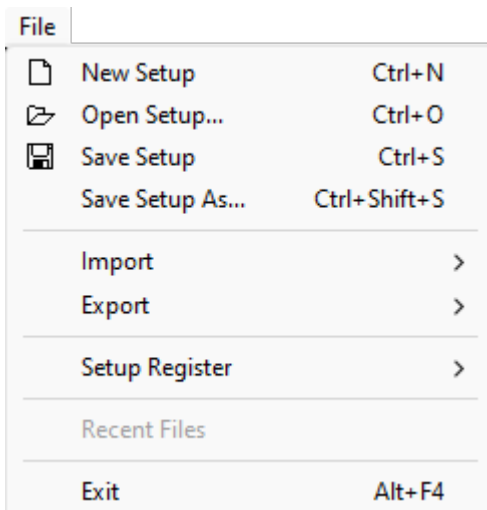 File
New Setup Ctrl+N
Open Setup... Ctrl+O
Save Setup Ctrl+S
Save Setup As... Ctrl+Shift+S
Import
Export
Setup Register
Recent Files
Exit Alt+F4